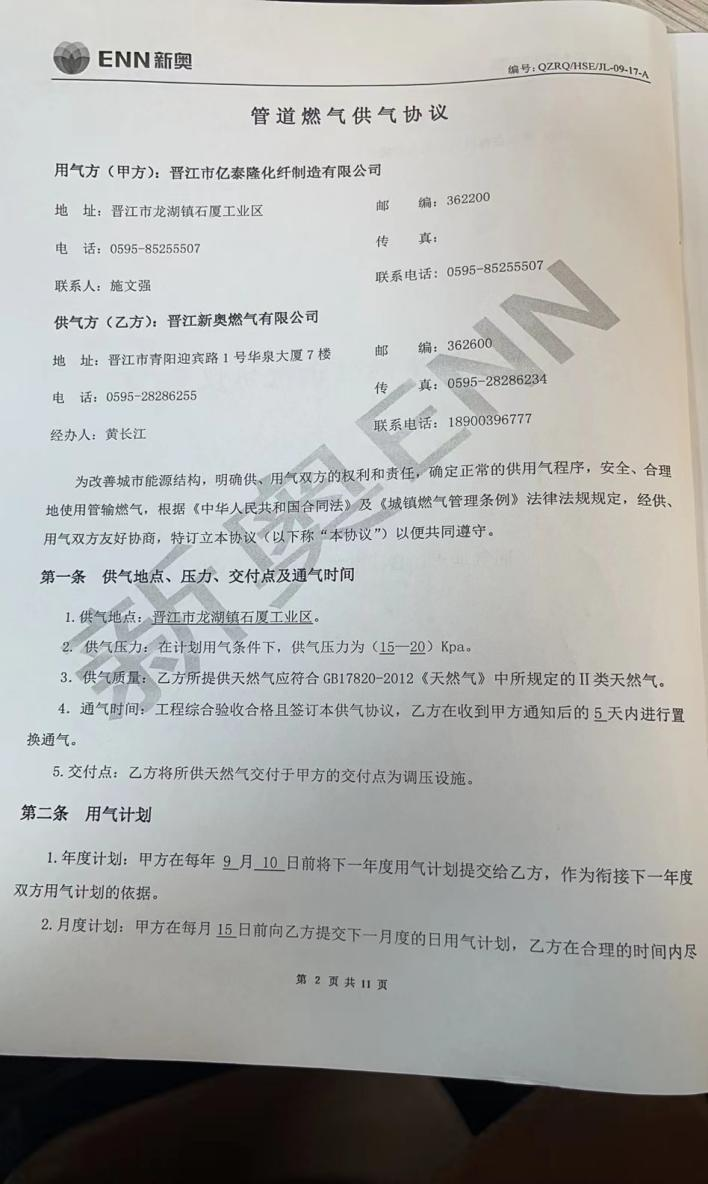 ENN新奥
编号：QZRQ/HSE/JL-09-17-A
管道燃气供气协议
用气方（甲方）：晋江市亿泰隆化纤制造有限公司
地 址：晋江市龙湖镇石厦工业区 邮 编：362200
电 话：0595-85255507 传 真：
联系人：施文强 联系电话：0595-85255507
供气方（乙方）：晋江新奥燃气有限公司
地 址：晋江市青阳迎宾路1号华泉大厦7楼 邮 编：362600
电 话：0595-28286255 传 真：0595-28286234
经办人：黄长江 联系电话：18900396777
为改善城市能源结构，明确供、用气双方的权利和责任，确定正常的供用气程序，安全、合理
地使用管输燃气，根据《中华人民共和国合同法》及《城镇燃气管理条例》法律法规规定，经供、
用气双方友好协商，特订立本协议（以下称“本协议”）以便共同遵守。
第一条 供气地点、压力、交付点及通气时间
1.供气地点：晋江市龙湖镇石厦工业区。
2. 供气压力：在计划用气条件下，供气压力为（15—20）Kpa。
3. 供气质量：乙方所提供天然气应符合GB17820-2012《天然气》中所规定的Ⅱ类天然气。
4. 通气时间：工程综合验收合格且签订本供气协议，乙方在收到甲方通知后的 5 天内进行置
换通气。
5.交付点：乙方将所供天然气交付于甲方的交付点为调压设施。
第二条 用气计划
1.年度计划：甲方在每年 9 月 10 日前将下一年度用气计划提交给乙方，作为衔接下一年度
双方用气计划的依据。
2.月度计划：甲方在每月 15 日前向乙方提交下一月度的日用气计划，乙方在合理的时间内尽
第 2 页 共 11 页
新奥ENN